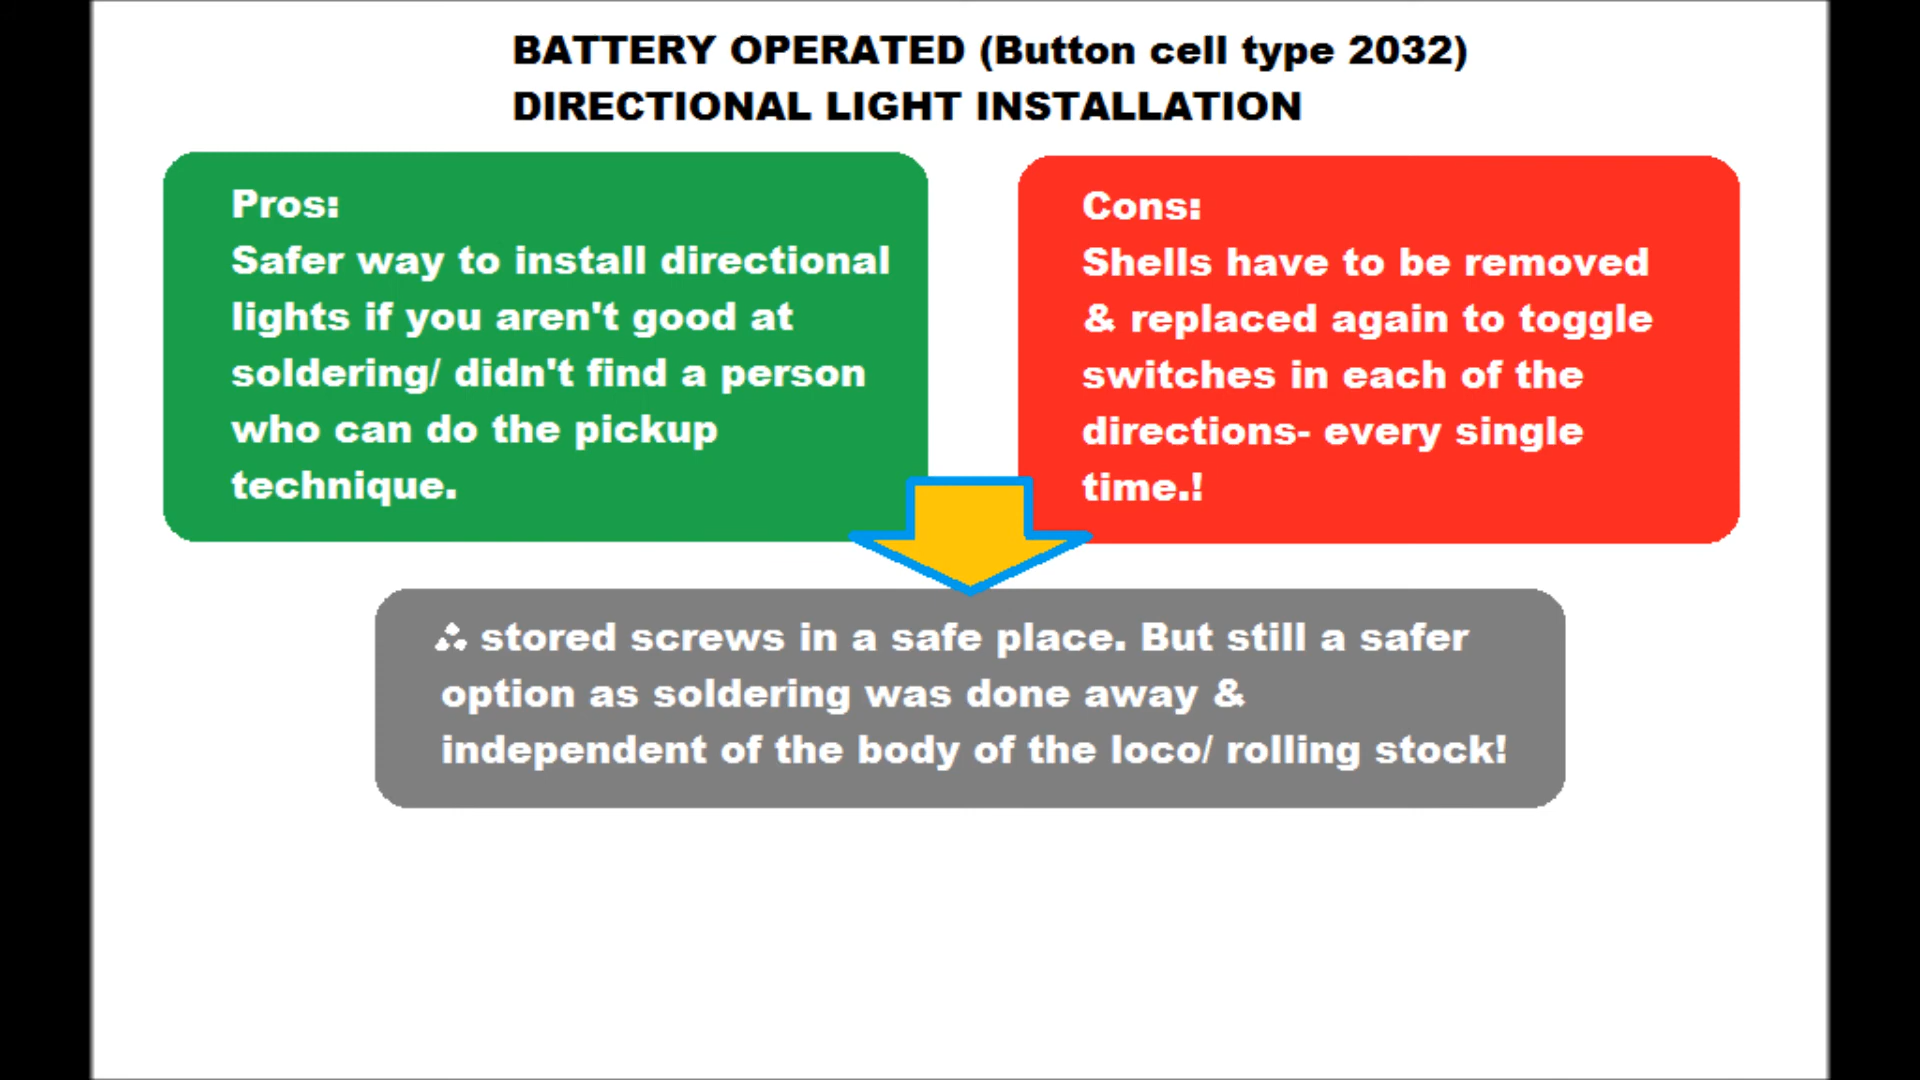 BATTERY OPERATED (Button cell type 2032)
DIRECTIONAL LIGHT INSTALLATION
Pros:
Safer way to install directional
lights if you aren't good at
soldering/ didn't find a person
who can do the pickup
technique.
Cons:
Shells have to be removed
& replaced again to toggle
switches in each of the
directions- every single
time.!
∴ stored screws in a safe place. But still a safer
option as soldering was done away &
independent of the body of the loco/ rolling stock!